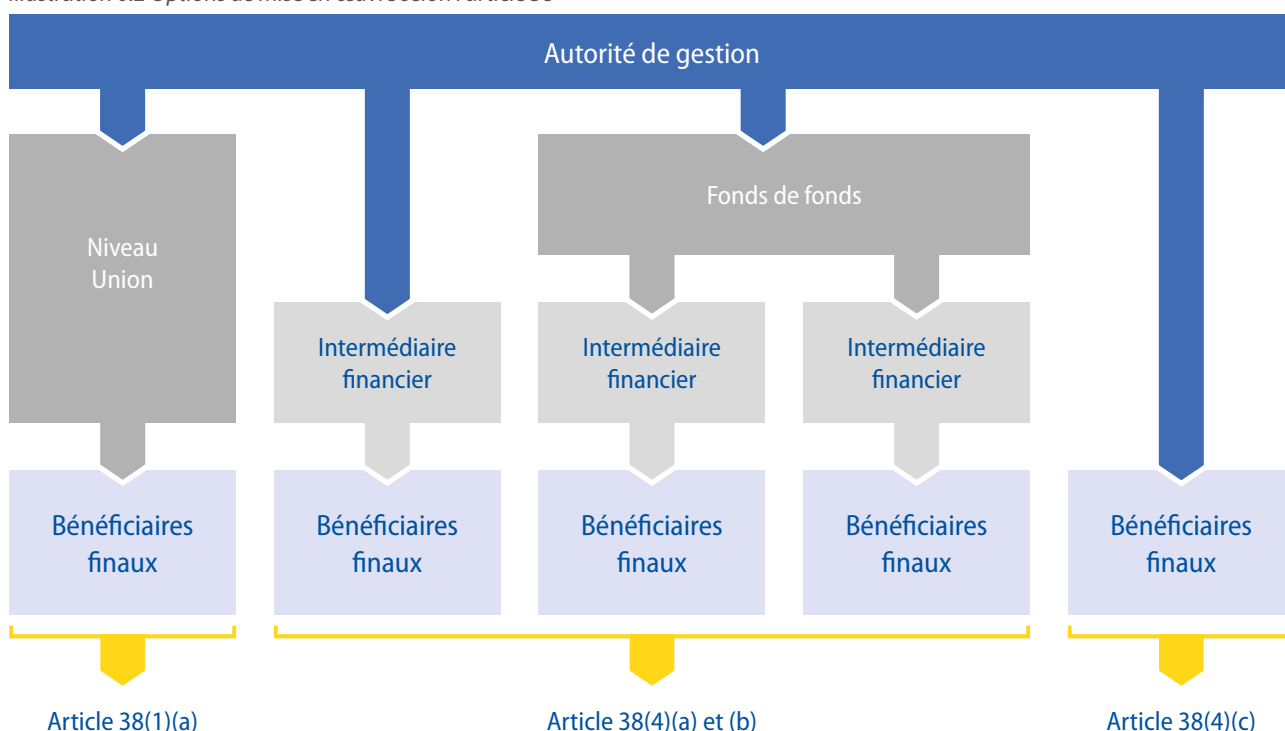 Autorité de gestion
Niveau
Union
Fonds de fonds
Intermédiaire
financier
Intermédiaire
financier
Intermédiaire
financier
Bénéficiaires
finaux
Bénéficiaires
finaux
Bénéficiaires
finaux
Bénéficiaires
finaux
Bénéficiaires
finaux
Article 38(1)(a)
Article 38(4)(a) et (b)
Article 38(4)(c)